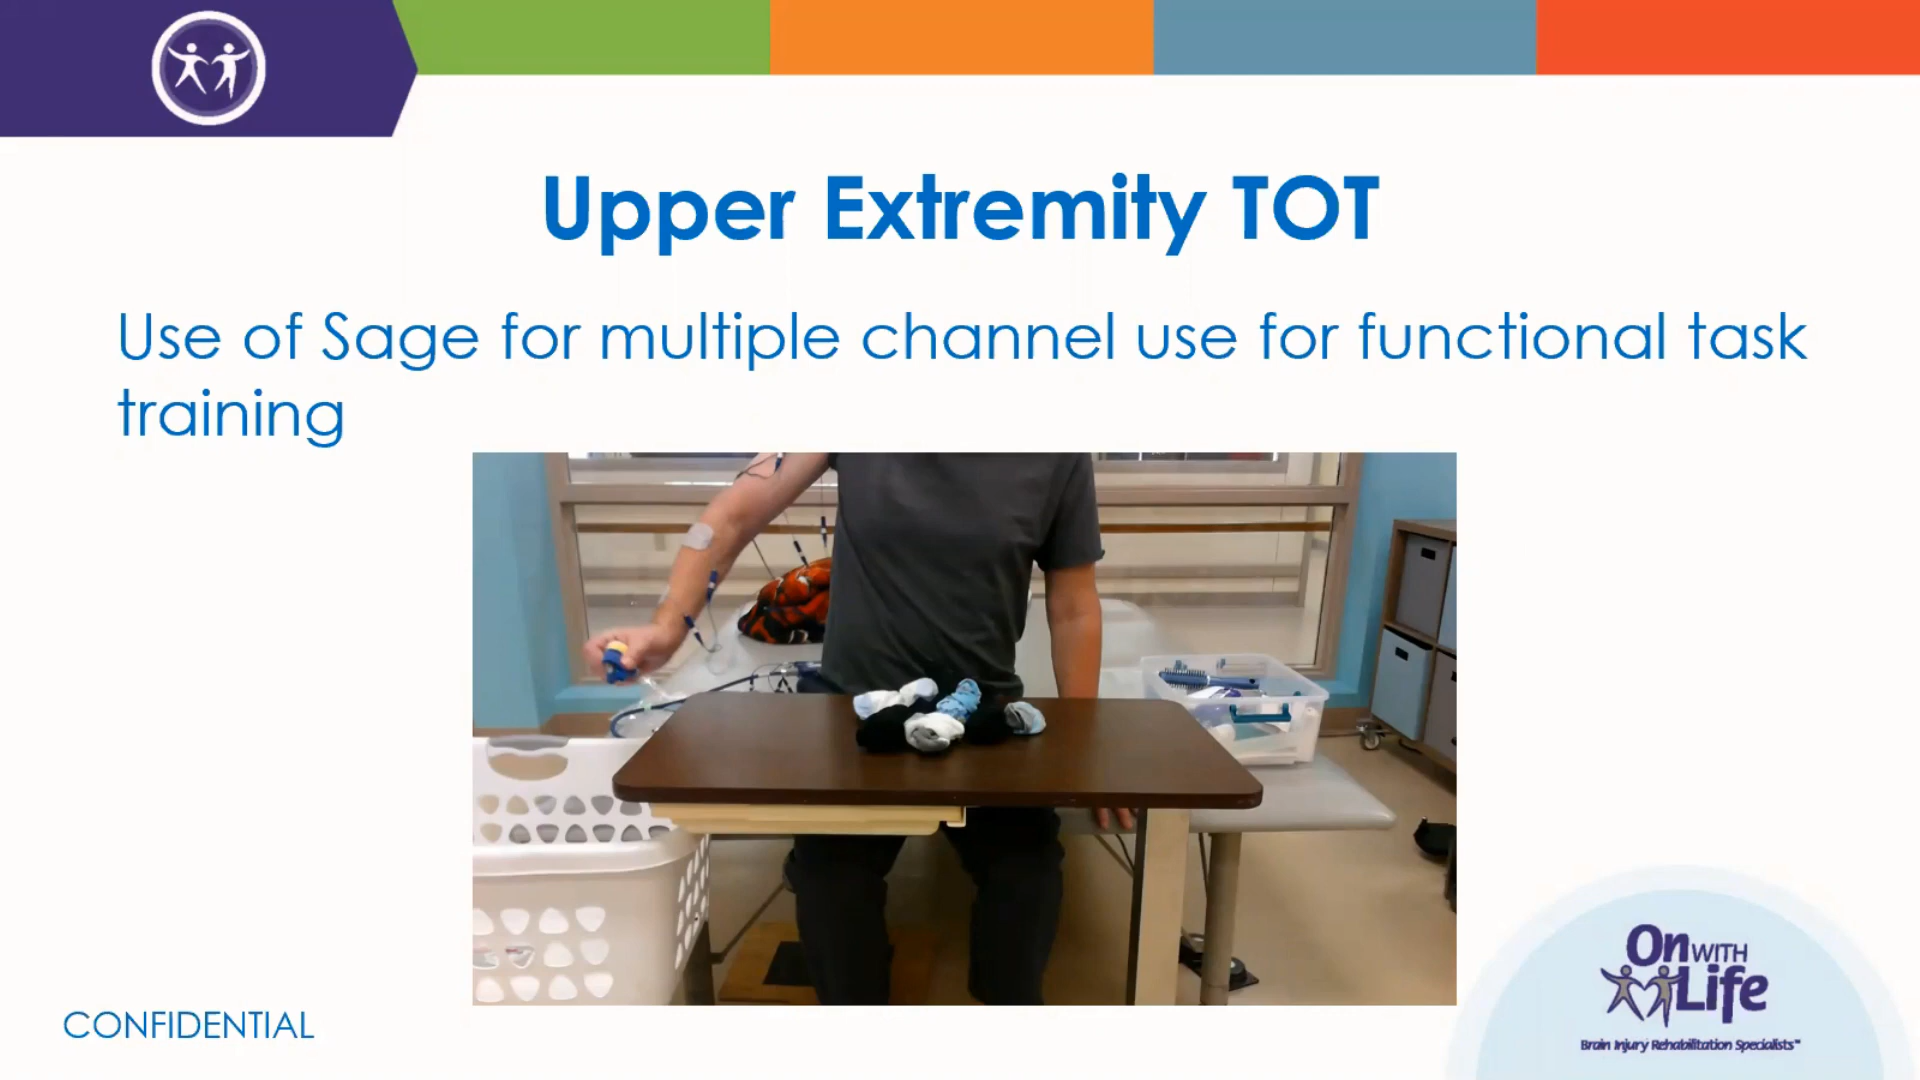 Upper Extremity TOT
Use of Sage for multiple channel use for functional task
training
CONFIDENTIAL
On WITH
Life
Brain Injury Rehabilitation Specialists™